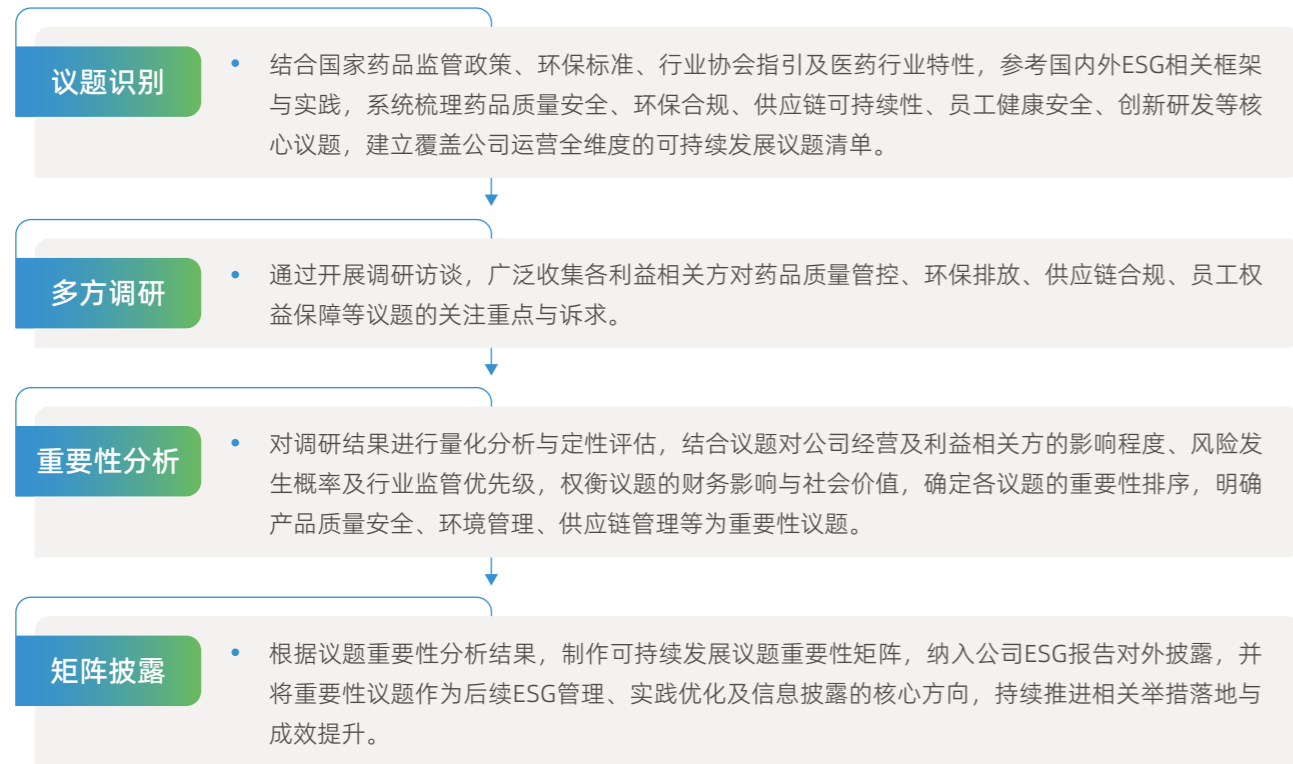 议题识别
• 结合国家药品监管政策、环保标准、行业协会指引及医药行业特性，参考国内外ESG相关框架
与实践，系统梳理药品质量安全、环保合规、供应链可持续性、员工健康安全、创新研发等核
心议题，建立覆盖公司运营全维度的可持续发展议题清单。
多方调研
• 通过开展调研访谈，广泛收集各利益相关方对药品质量管控、环保排放、供应链合规、员工权
益保障等议题的关注重点与诉求。
重要性分析
• 对调研结果进行量化分析与定性评估，结合议题对公司经营及利益相关方的影响程度、风险发
生概率及行业监管优先级，权衡议题的财务影响与社会价值，确定各议题的重要性排序，明确
产品质量安全、环境管理、供应链管理等为重要性议题。
矩阵披露
• 根据议题重要性分析结果，制作可持续发展议题重要性矩阵，纳入公司ESG报告对外披露，并
将重要性议题作为后续ESG管理、实践优化及信息披露的核心方向，持续推进相关举措落地与
成效提升。